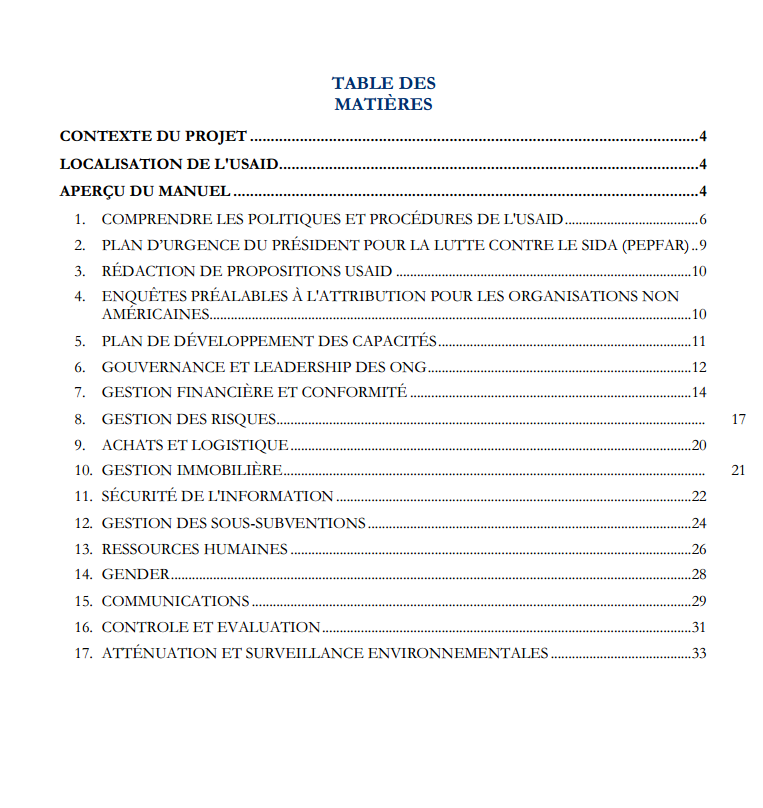 TABLE DES
MATIÈRES
CONTEXTE DU PROJET ........ 4
LOCALISATION DE L'USAID........ 4
APERÇU DU MANUEL ........ 4
1. COMPRENDRE LES POLITIQUES ET PROCÉDURES DE L'USAID........ 6
2. PLAN D’URGENCE DU PRÉSIDENT POUR LA LUTTE CONTRE LE SIDA (PEPFAR) .. 9
3. RÉDACTION DE PROPOSITIONS USAID ........ 10
4. ENQUÊTES PRÉALABLES À L'ATTRIBUTION POUR LES ORGANISATIONS NON
AMÉRICAINES........ 10
5. PLAN DE DÉVELOPPEMENT DES CAPACITÉS........ 11
6. GOUVERNANCE ET LEADERSHIP DES ONG........ 12
7. GESTION FINANCIÈRE ET CONFORMITÉ ........ 14
8. GESTION DES RISQUES........ 17
9. ACHATS ET LOGISTIQUE ........ 20
10. GESTION IMMOBILIÈRE........ 21
11. SÉCURITÉ DE L'INFORMATION ........ 22
12. GESTION DES SOUS-SUBVENTIONS ........ 24
13. RESSOURCES HUMAINES ........ 26
14. GENDER........ 28
15. COMMUNICATIONS ........ 29
16. CONTROLE ET EVALUATION........ 31
17. ATTÉNUATION ET SURVEILLANCE ENVIRONNEMENTALES ........ 33